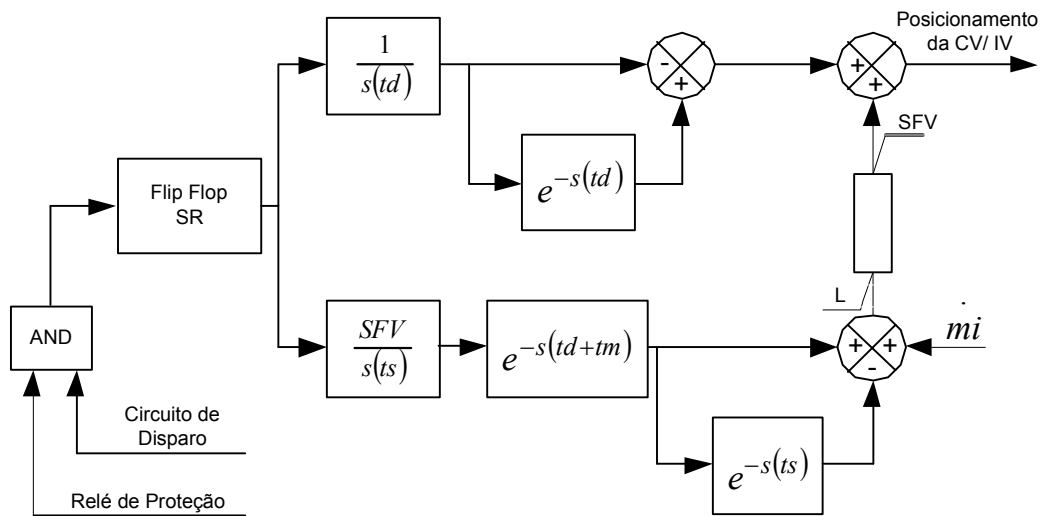 Posicionamento
da CV/ IV
1
s(td)
-
+
+
+
SFV
e^{-s(td)}
Flip Flop
SR
L
AND
SFV
s(ts)
e^{-s(td+tm)}
+
+
-
ṁi
Circuito de
Disparo
e^{-s(ts)}
Relé de Proteção